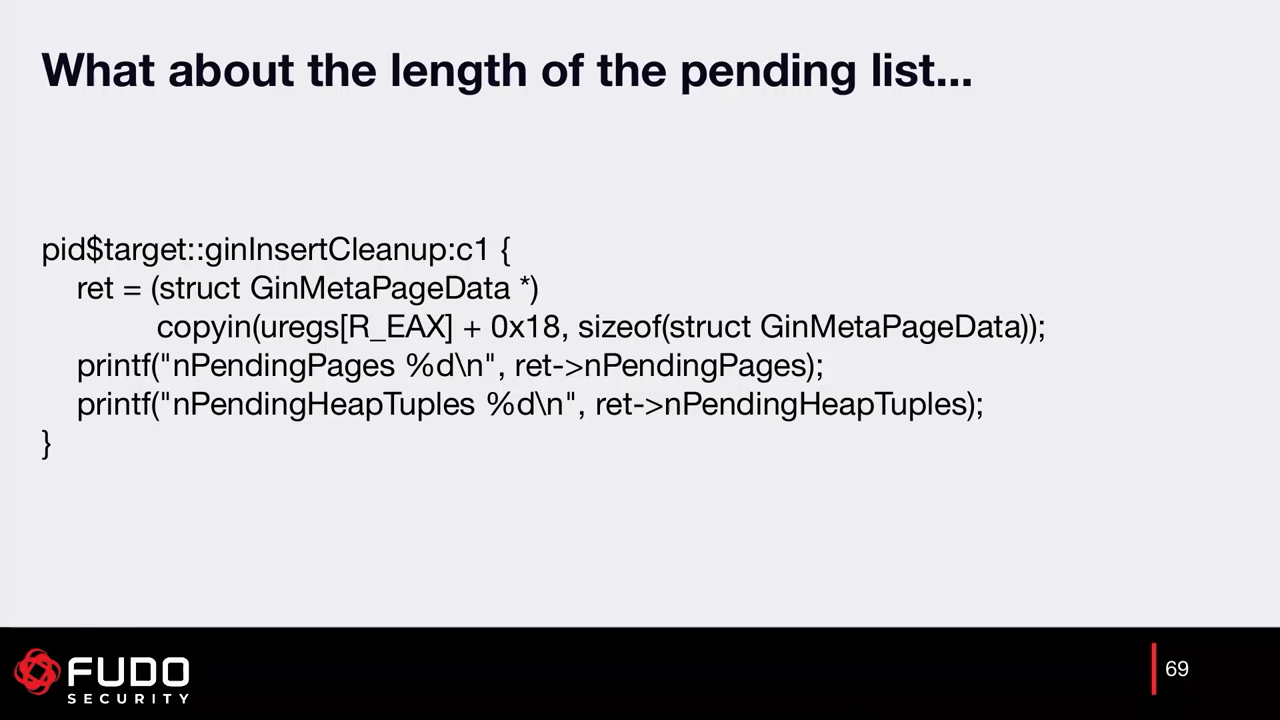 What about the length of the pending list...
pid$target::ginInsertCleanup:c1 {
ret = (struct GinMetaPageData *)
copyin(uregs[R_EAX] + 0x18, sizeof(struct GinMetaPageData));
printf("nPendingPages %d\n", ret->nPendingPages);
printf("nPendingHeapTuples %d\n", ret->nPendingHeapTuples);
}
FUDO
SECURITY
69